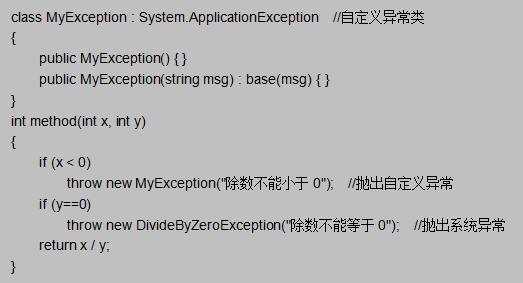 class MyException : System.ApplicationException //自定义异常类
{
public MyException() { }
public MyException(string msg) : base(msg) { }
}
int method(int x, int y)
{
if (x < 0)
throw new MyException("除数不能小于 0"); //抛出自定义异常
if (y==0)
throw new DivideByZeroException("除数不能等于 0"); //抛出系统异常
return x / y;
}